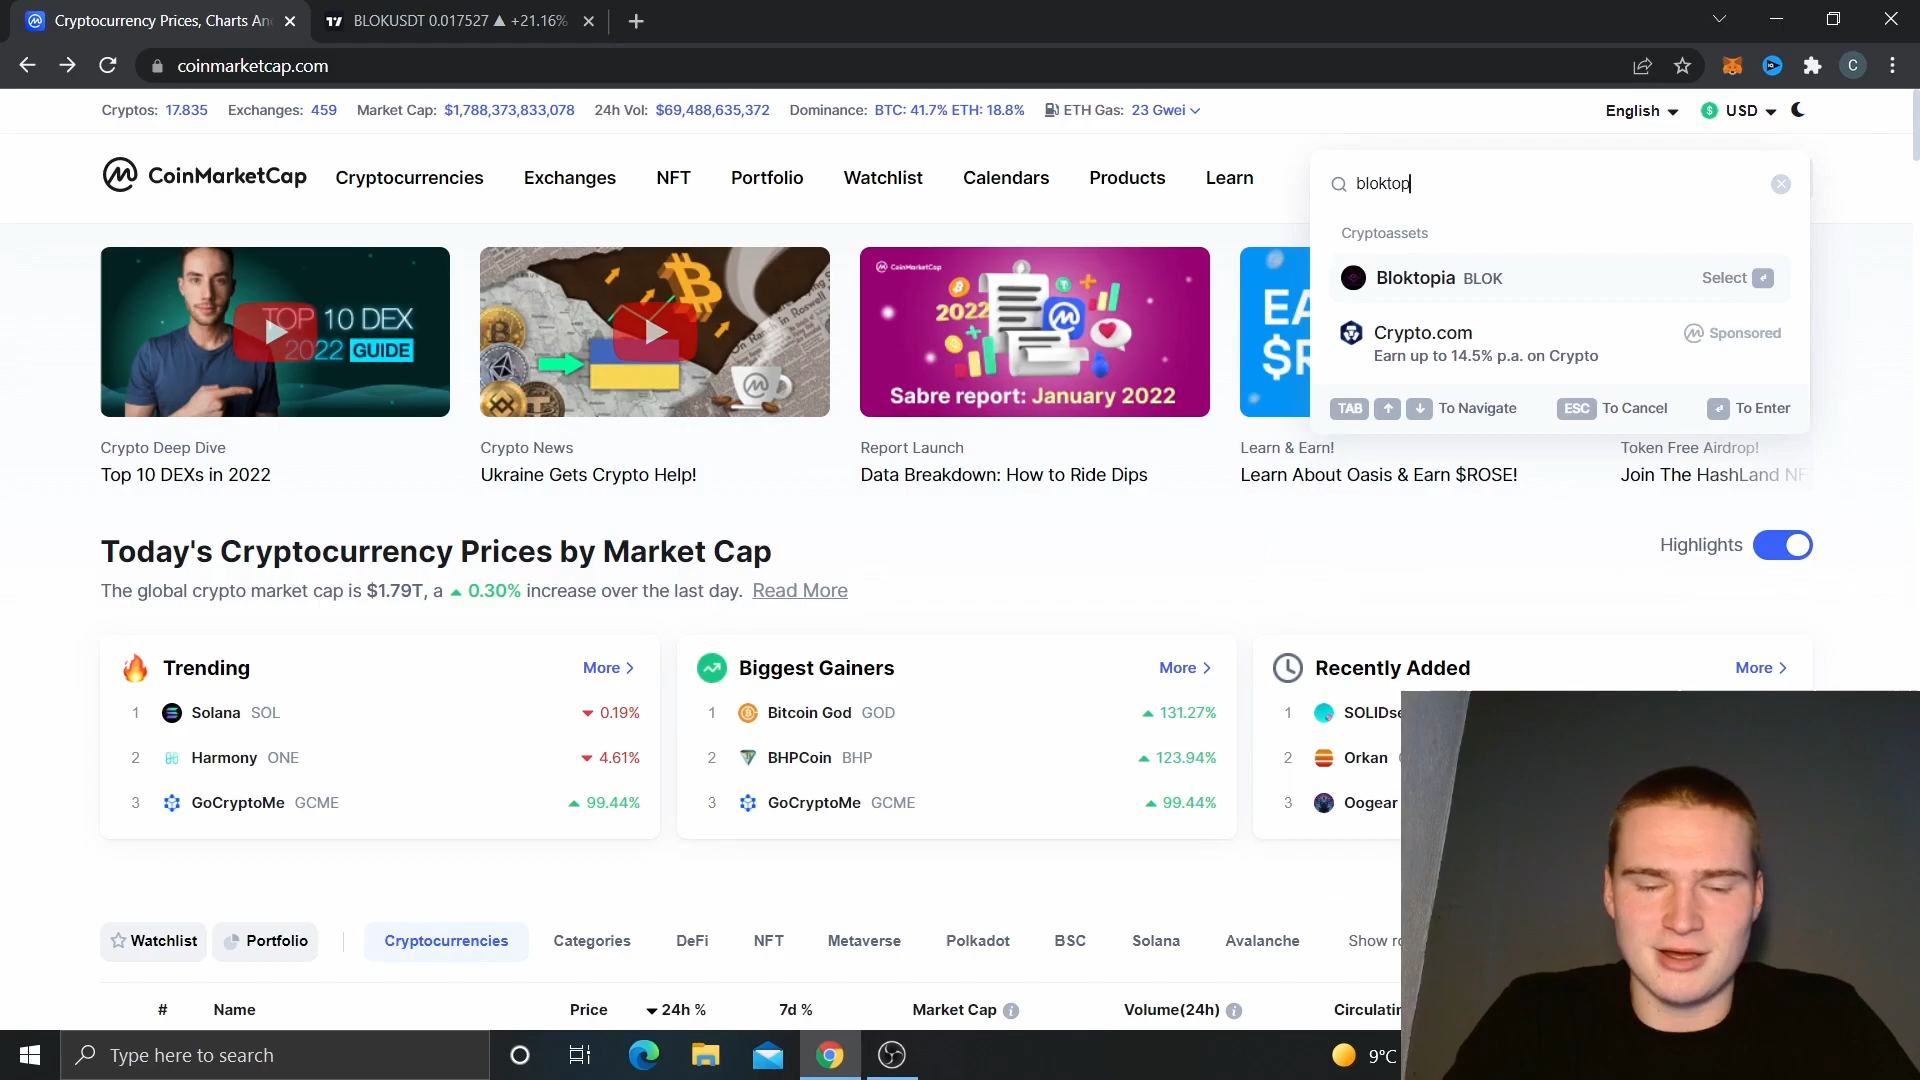 Cryptocurrency Prices, Charts An
BLOKUSDT 0.017527 ▲ +21.16%
coinmarketcap.com
C
Cryptos: 17.835 Exchanges: 459 Market Cap: $1,788,373,833,078 24h Vol: $69,488,635,372 Dominance: BTC: 41.7% ETH: 18.8% ETH Gas: 23 Gwei
English USD
CoinMarketCap
Cryptocurrencies Exchanges NFT Portfolio Watchlist Calendars Products Learn
bloktop
Cryptoassets
Bloktopia BLOK Select
Crypto.com Sponsored
Earn up to 14.5% p.a. on Crypto
TAB To Navigate ESC To Cancel To Enter
TOP 10 DEX
2022 GUIDE
CoinMarketCap
2022
Sabre report: January 2022
EA
$R
Crypto Deep Dive
Top 10 DEXs in 2022
Crypto News
Ukraine Gets Crypto Help!
Report Launch
Data Breakdown: How to Ride Dips
Learn & Earn!
Learn About Oasis & Earn $ROSE!
Token Free Airdrop!
Join The HashLand NF
Today's Cryptocurrency Prices by Market Cap
Highlights
The global crypto market cap is $1.79T, a 0.30% increase over the last day. Read More
Trending More
1 Solana SOL 0.19%
2 Harmony ONE 4.61%
3 GoCryptoMe GCME 99.44%
Biggest Gainers More
1 Bitcoin God GOD 131.27%
2 BHPCoin BHP 123.94%
3 GoCryptoMe GCME 99.44%
Recently Added More
1 SOLIDse
2 Orkan
3 Oogear
Watchlist Portfolio Cryptocurrencies Categories DeFi NFT Metaverse Polkadot BSC Solana Avalanche Show ro
# Name Price 24h % 7d % Market Cap Volume(24h) Circulatin
Type here to search
9°C